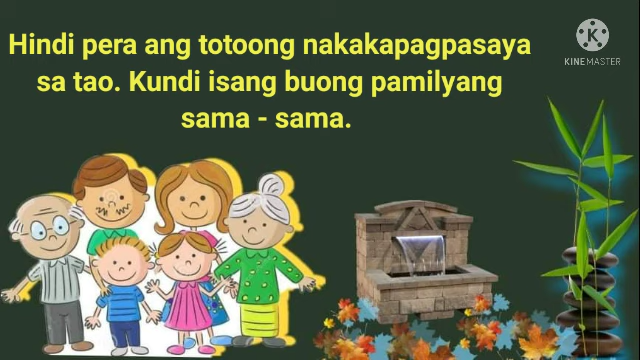 Hindi pera ang totoong nakakapagpasaya
sa tao. Kundi isang buong pamilyang
sama - sama.
KINEMASTER